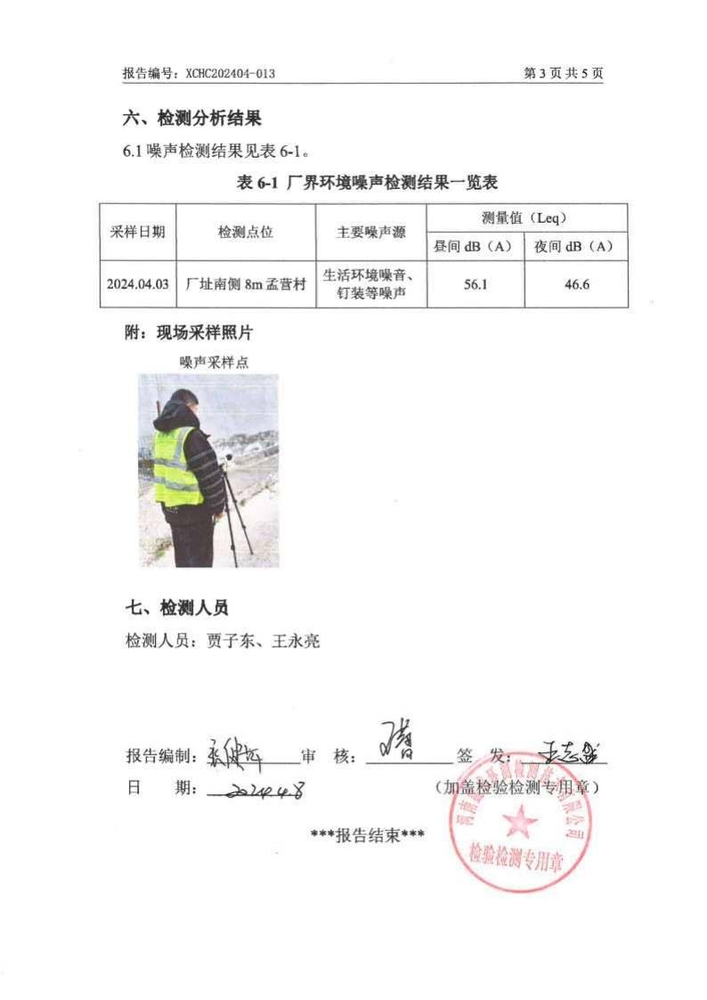 报告编号：XCHC202404-013
第 3 页 共 5 页
六、检测分析结果
6.1 噪声检测结果见表 6-1。
表 6-1 厂界环境噪声检测结果一览表
采样日期 检测点位 主要噪声源 测量值（Leq）
昼间 dB（A） 夜间 dB（A）
2024.04.03 厂址南侧 8m 孟营村 生活环境噪音、钉装等噪声 56.1 46.6
附：现场采样照片
噪声采样点
七、检测人员
检测人员：贾子东、王永亮
报告编制： 审 核： 签 发：
日 期：2024.4.8 （加盖检验检测专用章）
***报告结束***
检验检测专用章